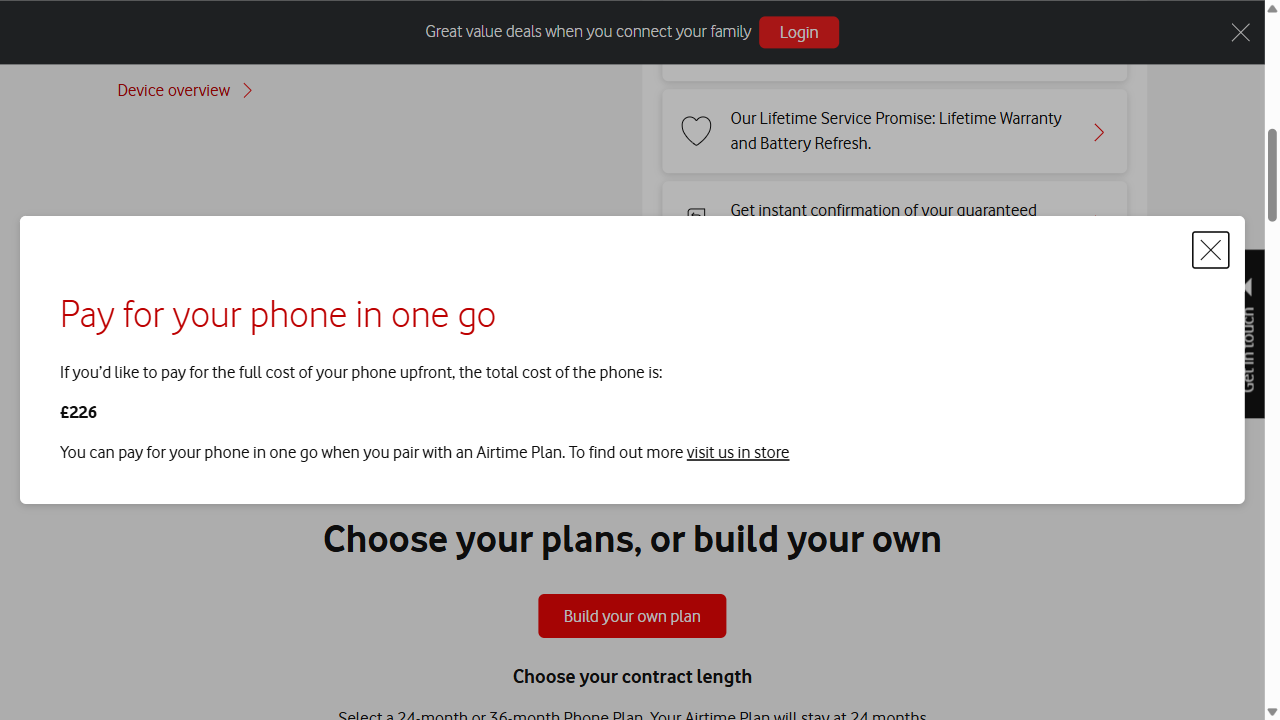 Great value deals when you connect your family
Login
Device overview
Our Lifetime Service Promise: Lifetime Warranty
and Battery Refresh.
Get instant confirmation of your guaranteed
Pay for your phone in one go
If you’d like to pay for the full cost of your phone upfront, the total cost of the phone is:
£226
You can pay for your phone in one go when you pair with an Airtime Plan. To find out more visit us in store
Get in touch
Choose your plans, or build your own
Build your own plan
Choose your contract length
Select a 24-month or 36-month Phone Plan. Your Airtime Plan will stay at 24 months